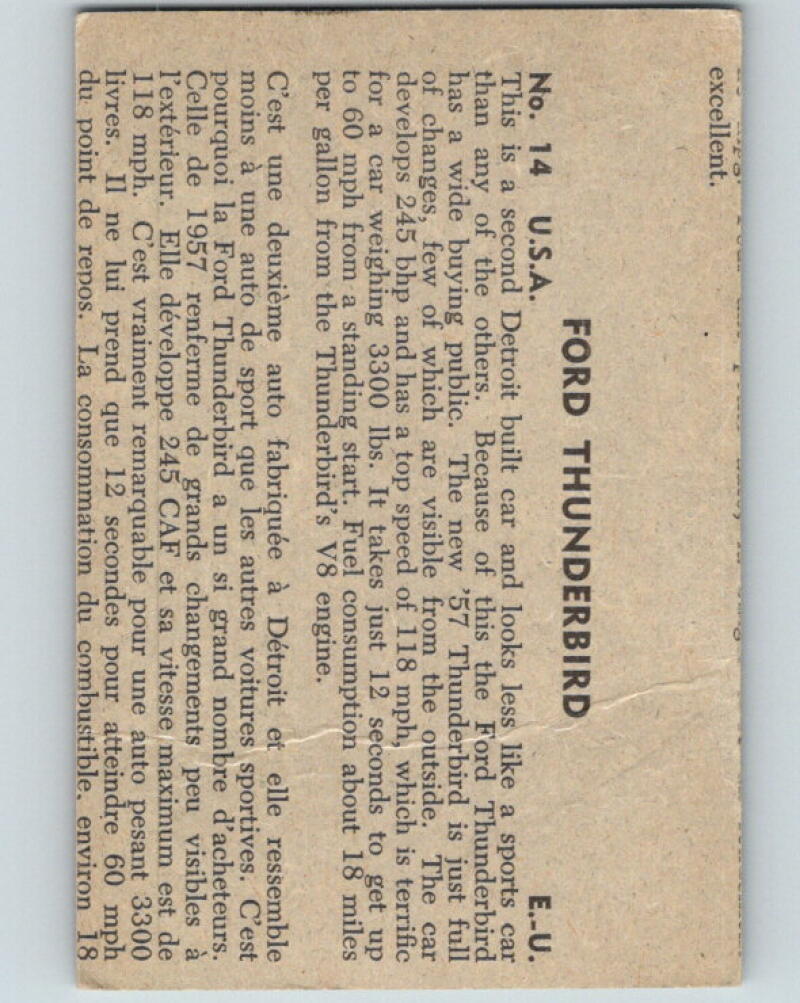 excellent.
FORD THUNDERBIRD
No. 14 U.S.A. E.-U.
This is a second Detroit built car and looks less like a sports car
than any of the others. Because of this the Ford Thunderbird
has a wide buying public. The new '57 Thunderbird is just full
of changes, few of which are visible from the outside. The car
develops 245 bhp and has a top speed of 118 mph, which is terrific
for a car weighing 3300 lbs. It takes just 12 seconds to get up
to 60 mph from a standing start. Fuel consumption about 18 miles
per gallon from the Thunderbird's V8 engine.
C'est une deuxième auto fabriquée à Détroit et elle ressemble
moins à une auto de sport que les autres voitures sportives. C'est
pourquoi la Ford Thunderbird a un si grand nombre d'acheteurs.
Celle de 1957 renferme de grands changements peu visibles à
l'extérieur. Elle développe 245 CAF et sa vitesse maximum est de
118 mph. C'est vraiment remarquable pour une auto pesant 3300
livres. Il ne lui prend que 12 secondes pour atteindre 60 mph
du point de repos. La consommation du combustible, environ 18